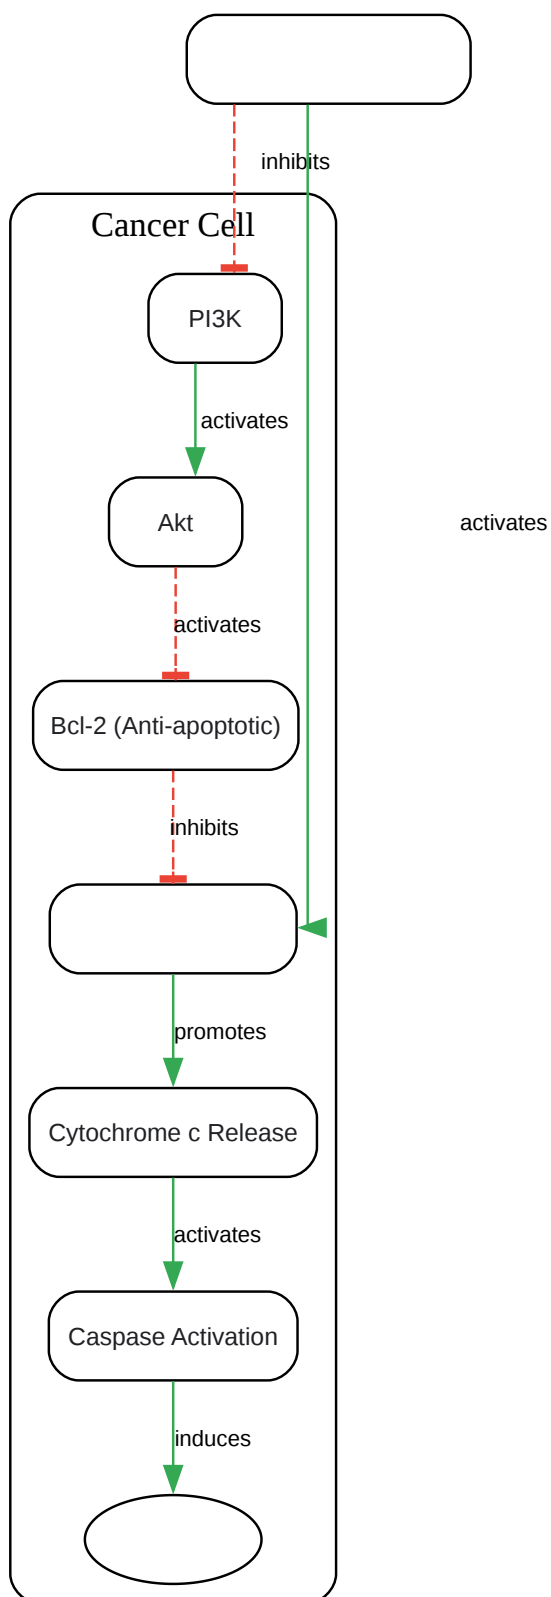 inhibits
Cancer Cell
PI3K
activates
Akt
activates
activates
Bcl-2 (Anti-apoptotic)
inhibits
promotes
Cytochrome c Release
activates
Caspase Activation
induces